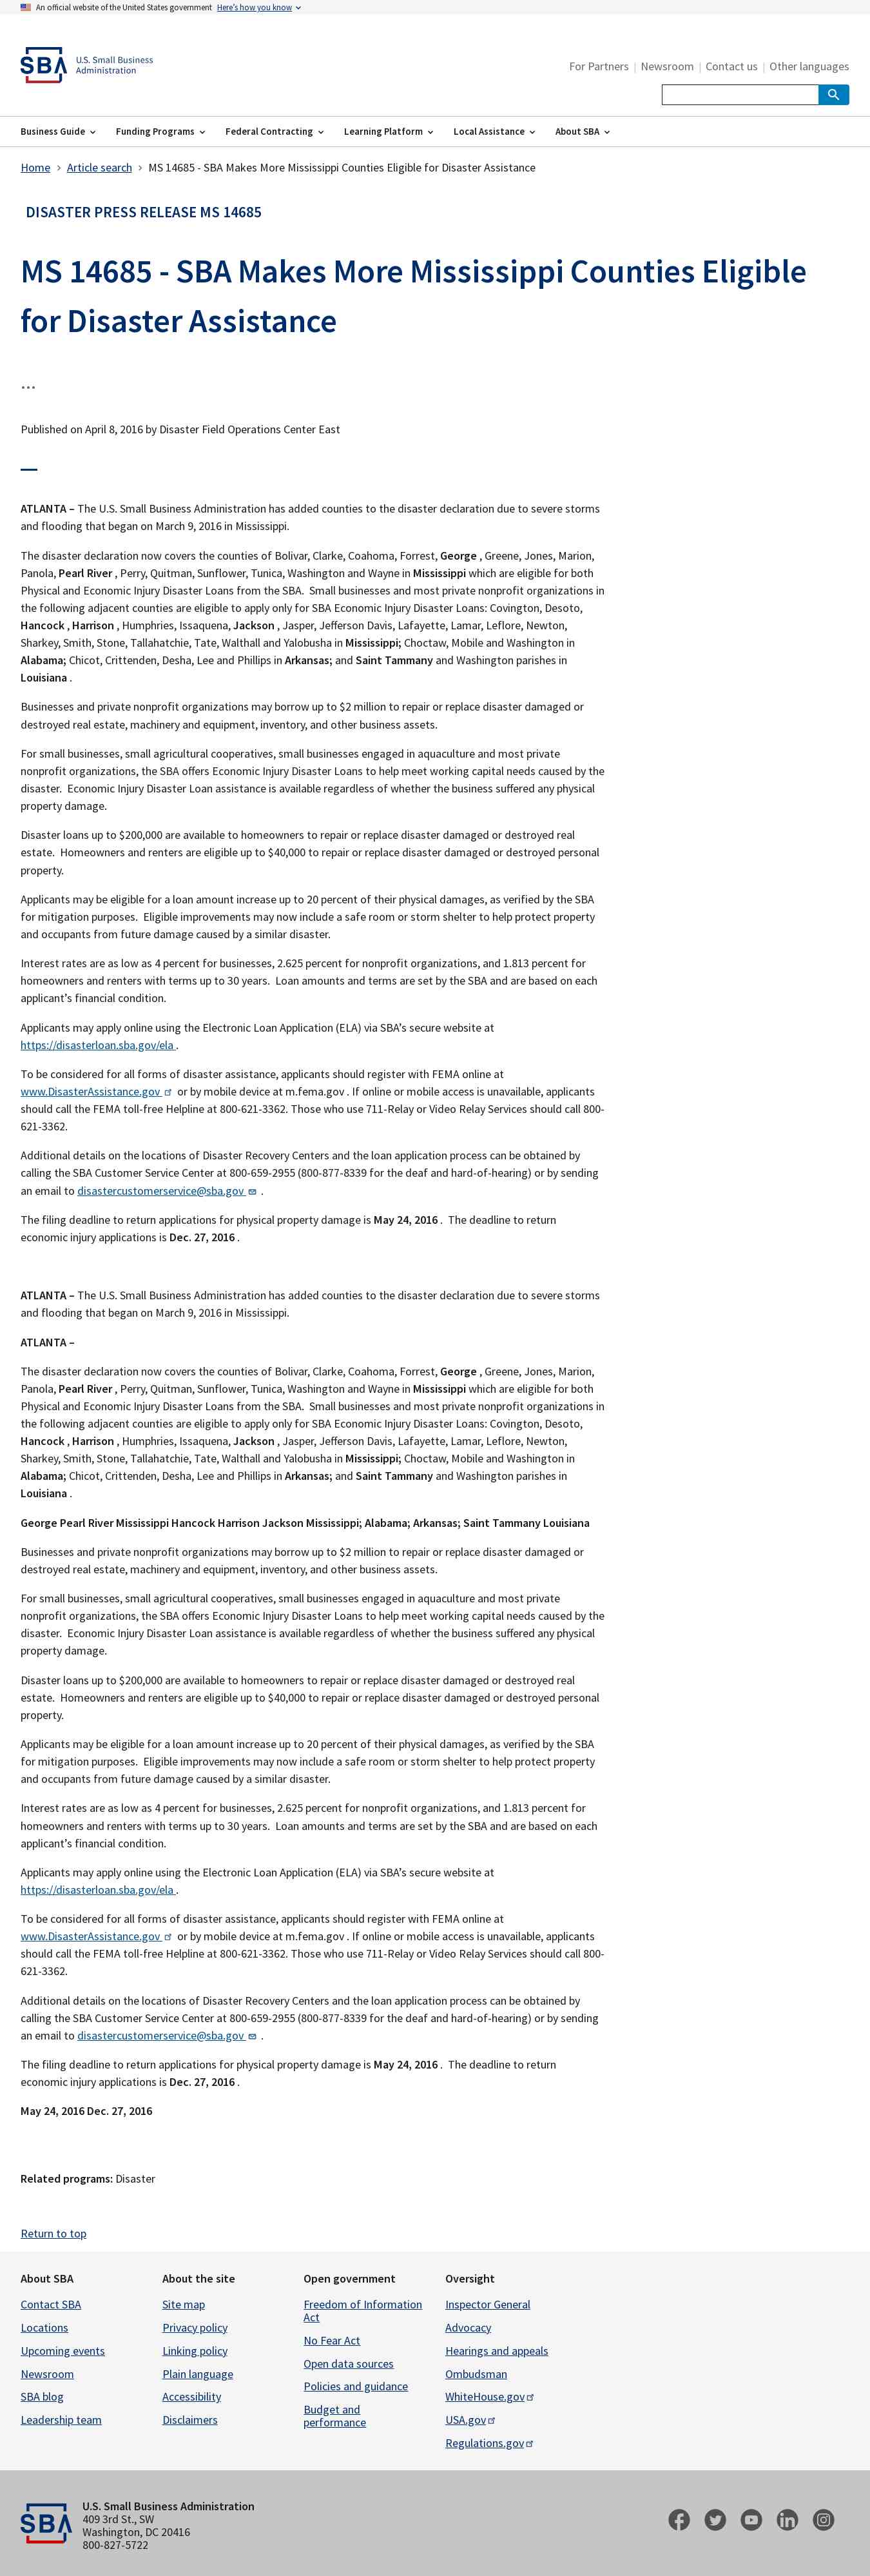 An official website of the United States government Here's how you know
U.S. Small Business
Administration
SBA
For Partners | Newsroom | Contact us | Other languages
Business Guide Funding Programs Federal Contracting Learning Platform Local Assistance About SBA
Home > Article search > MS 14685 - SBA Makes More Mississippi Counties Eligible for Disaster Assistance
DISASTER PRESS RELEASE MS 14685
MS 14685 - SBA Makes More Mississippi Counties Eligible
for Disaster Assistance
...
Published on April 8, 2016 by Disaster Field Operations Center East
ATLANTA – The U.S. Small Business Administration has added counties to the disaster declaration due to severe storms
and flooding that began on March 9, 2016 in Mississippi.
The disaster declaration now covers the counties of Bolivar, Clarke, Coahoma, Forrest, George , Greene, Jones, Marion,
Panola, Pearl River , Perry, Quitman, Sunflower, Tunica, Washington and Wayne in Mississippi which are eligible for both
Physical and Economic Injury Disaster Loans from the SBA.  Small businesses and most private nonprofit organizations in
the following adjacent counties are eligible to apply only for SBA Economic Injury Disaster Loans: Covington, Desoto,
Hancock , Harrison , Humphries, Issaquena, Jackson , Jasper, Jefferson Davis, Lafayette, Lamar, Leflore, Newton,
Sharkey, Smith, Stone, Tallahatchie, Tate, Walthall and Yalobusha in Mississippi; Choctaw, Mobile and Washington in
Alabama; Chicot, Crittenden, Desha, Lee and Phillips in Arkansas; and Saint Tammany and Washington parishes in
Louisiana .
Businesses and private nonprofit organizations may borrow up to $2 million to repair or replace disaster damaged or
destroyed real estate, machinery and equipment, inventory, and other business assets.
For small businesses, small agricultural cooperatives, small businesses engaged in aquaculture and most private
nonprofit organizations, the SBA offers Economic Injury Disaster Loans to help meet working capital needs caused by the
disaster.  Economic Injury Disaster Loan assistance is available regardless of whether the business suffered any physical
property damage.
Disaster loans up to $200,000 are available to homeowners to repair or replace disaster damaged or destroyed real
estate.  Homeowners and renters are eligible up to $40,000 to repair or replace disaster damaged or destroyed personal
property.
Applicants may be eligible for a loan amount increase up to 20 percent of their physical damages, as verified by the SBA
for mitigation purposes.  Eligible improvements may now include a safe room or storm shelter to help protect property
and occupants from future damage caused by a similar disaster.
Interest rates are as low as 4 percent for businesses, 2.625 percent for nonprofit organizations, and 1.813 percent for
homeowners and renters with terms up to 30 years.  Loan amounts and terms are set by the SBA and are based on each
applicant's financial condition.
Applicants may apply online using the Electronic Loan Application (ELA) via SBA's secure website at
https://disasterloan.sba.gov/ela .
To be considered for all forms of disaster assistance, applicants should register with FEMA online at
www.DisasterAssistance.gov or by mobile device at m.fema.gov . If online or mobile access is unavailable, applicants
should call the FEMA toll-free Helpline at 800-621-3362. Those who use 711-Relay or Video Relay Services should call 800-
621-3362.
Additional details on the locations of Disaster Recovery Centers and the loan application process can be obtained by
calling the SBA Customer Service Center at 800-659-2955 (800-877-8339 for the deaf and hard-of-hearing) or by sending
an email to disastercustomerservice@sba.gov .
The filing deadline to return applications for physical property damage is May 24, 2016 .  The deadline to return
economic injury applications is Dec. 27, 2016 .
ATLANTA – The U.S. Small Business Administration has added counties to the disaster declaration due to severe storms
and flooding that began on March 9, 2016 in Mississippi.
ATLANTA –
The disaster declaration now covers the counties of Bolivar, Clarke, Coahoma, Forrest, George , Greene, Jones, Marion,
Panola, Pearl River , Perry, Quitman, Sunflower, Tunica, Washington and Wayne in Mississippi which are eligible for both
Physical and Economic Injury Disaster Loans from the SBA.  Small businesses and most private nonprofit organizations in
the following adjacent counties are eligible to apply only for SBA Economic Injury Disaster Loans: Covington, Desoto,
Hancock , Harrison , Humphries, Issaquena, Jackson , Jasper, Jefferson Davis, Lafayette, Lamar, Leflore, Newton,
Sharkey, Smith, Stone, Tallahatchie, Tate, Walthall and Yalobusha in Mississippi; Choctaw, Mobile and Washington in
Alabama; Chicot, Crittenden, Desha, Lee and Phillips in Arkansas; and Saint Tammany and Washington parishes in
Louisiana .
George Pearl River Mississippi Hancock Harrison Jackson Mississippi; Alabama; Arkansas; Saint Tammany Louisiana
Businesses and private nonprofit organizations may borrow up to $2 million to repair or replace disaster damaged or
destroyed real estate, machinery and equipment, inventory, and other business assets.
For small businesses, small agricultural cooperatives, small businesses engaged in aquaculture and most private
nonprofit organizations, the SBA offers Economic Injury Disaster Loans to help meet working capital needs caused by the
disaster.  Economic Injury Disaster Loan assistance is available regardless of whether the business suffered any physical
property damage.
Disaster loans up to $200,000 are available to homeowners to repair or replace disaster damaged or destroyed real
estate.  Homeowners and renters are eligible up to $40,000 to repair or replace disaster damaged or destroyed personal
property.
Applicants may be eligible for a loan amount increase up to 20 percent of their physical damages, as verified by the SBA
for mitigation purposes.  Eligible improvements may now include a safe room or storm shelter to help protect property
and occupants from future damage caused by a similar disaster.
Interest rates are as low as 4 percent for businesses, 2.625 percent for nonprofit organizations, and 1.813 percent for
homeowners and renters with terms up to 30 years.  Loan amounts and terms are set by the SBA and are based on each
applicant's financial condition.
Applicants may apply online using the Electronic Loan Application (ELA) via SBA's secure website at
https://disasterloan.sba.gov/ela .
To be considered for all forms of disaster assistance, applicants should register with FEMA online at
www.DisasterAssistance.gov or by mobile device at m.fema.gov . If online or mobile access is unavailable, applicants
should call the FEMA toll-free Helpline at 800-621-3362. Those who use 711-Relay or Video Relay Services should call 800-
621-3362.
Additional details on the locations of Disaster Recovery Centers and the loan application process can be obtained by
calling the SBA Customer Service Center at 800-659-2955 (800-877-8339 for the deaf and hard-of-hearing) or by sending
an email to disastercustomerservice@sba.gov .
The filing deadline to return applications for physical property damage is May 24, 2016 .  The deadline to return
economic injury applications is Dec. 27, 2016 .
May 24, 2016 Dec. 27, 2016
Related programs: Disaster
Return to top
About SBA
Contact SBA
Locations
Upcoming events
Newsroom
SBA blog
Leadership team
About the site
Site map
Privacy policy
Linking policy
Plain language
Accessibility
Disclaimers
Open government
Freedom of Information
Act
No Fear Act
Open data sources
Policies and guidance
Budget and
performance
Oversight
Inspector General
Advocacy
Hearings and appeals
Ombudsman
WhiteHouse.gov
USA.gov
Regulations.gov
SBA
U.S. Small Business Administration
409 3rd St., SW
Washington, DC 20416
800-827-5722